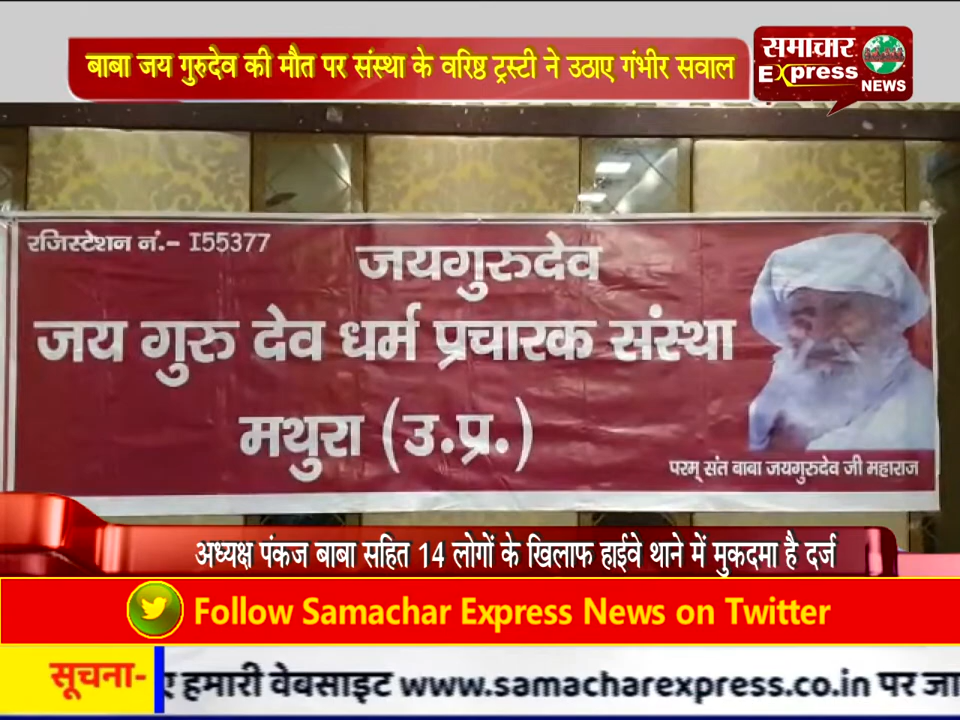 बाबा जय गुरुदेव की मौत पर संस्था के वरिष्ठ ट्रस्टी ने उठाए गंभीर सवाल
समाचार
Express
NEWS
रजिस्टेशन नं.- I55377
जयगुरुदेव
जय गुरु देव धर्म प्रचारक संस्था
मथुरा (उ.प्र.)
परम् संत बाबा जयगुरुदेव जी महाराज
अध्यक्ष पंकज बाबा सहित 14 लोगों के खिलाफ हाईवे थाने में मुकदमा है दर्ज
Follow Samachar Express News on Twitter
सूचना- ए हमारी वेबसाइट www.samacharexpress.co.in पर जा